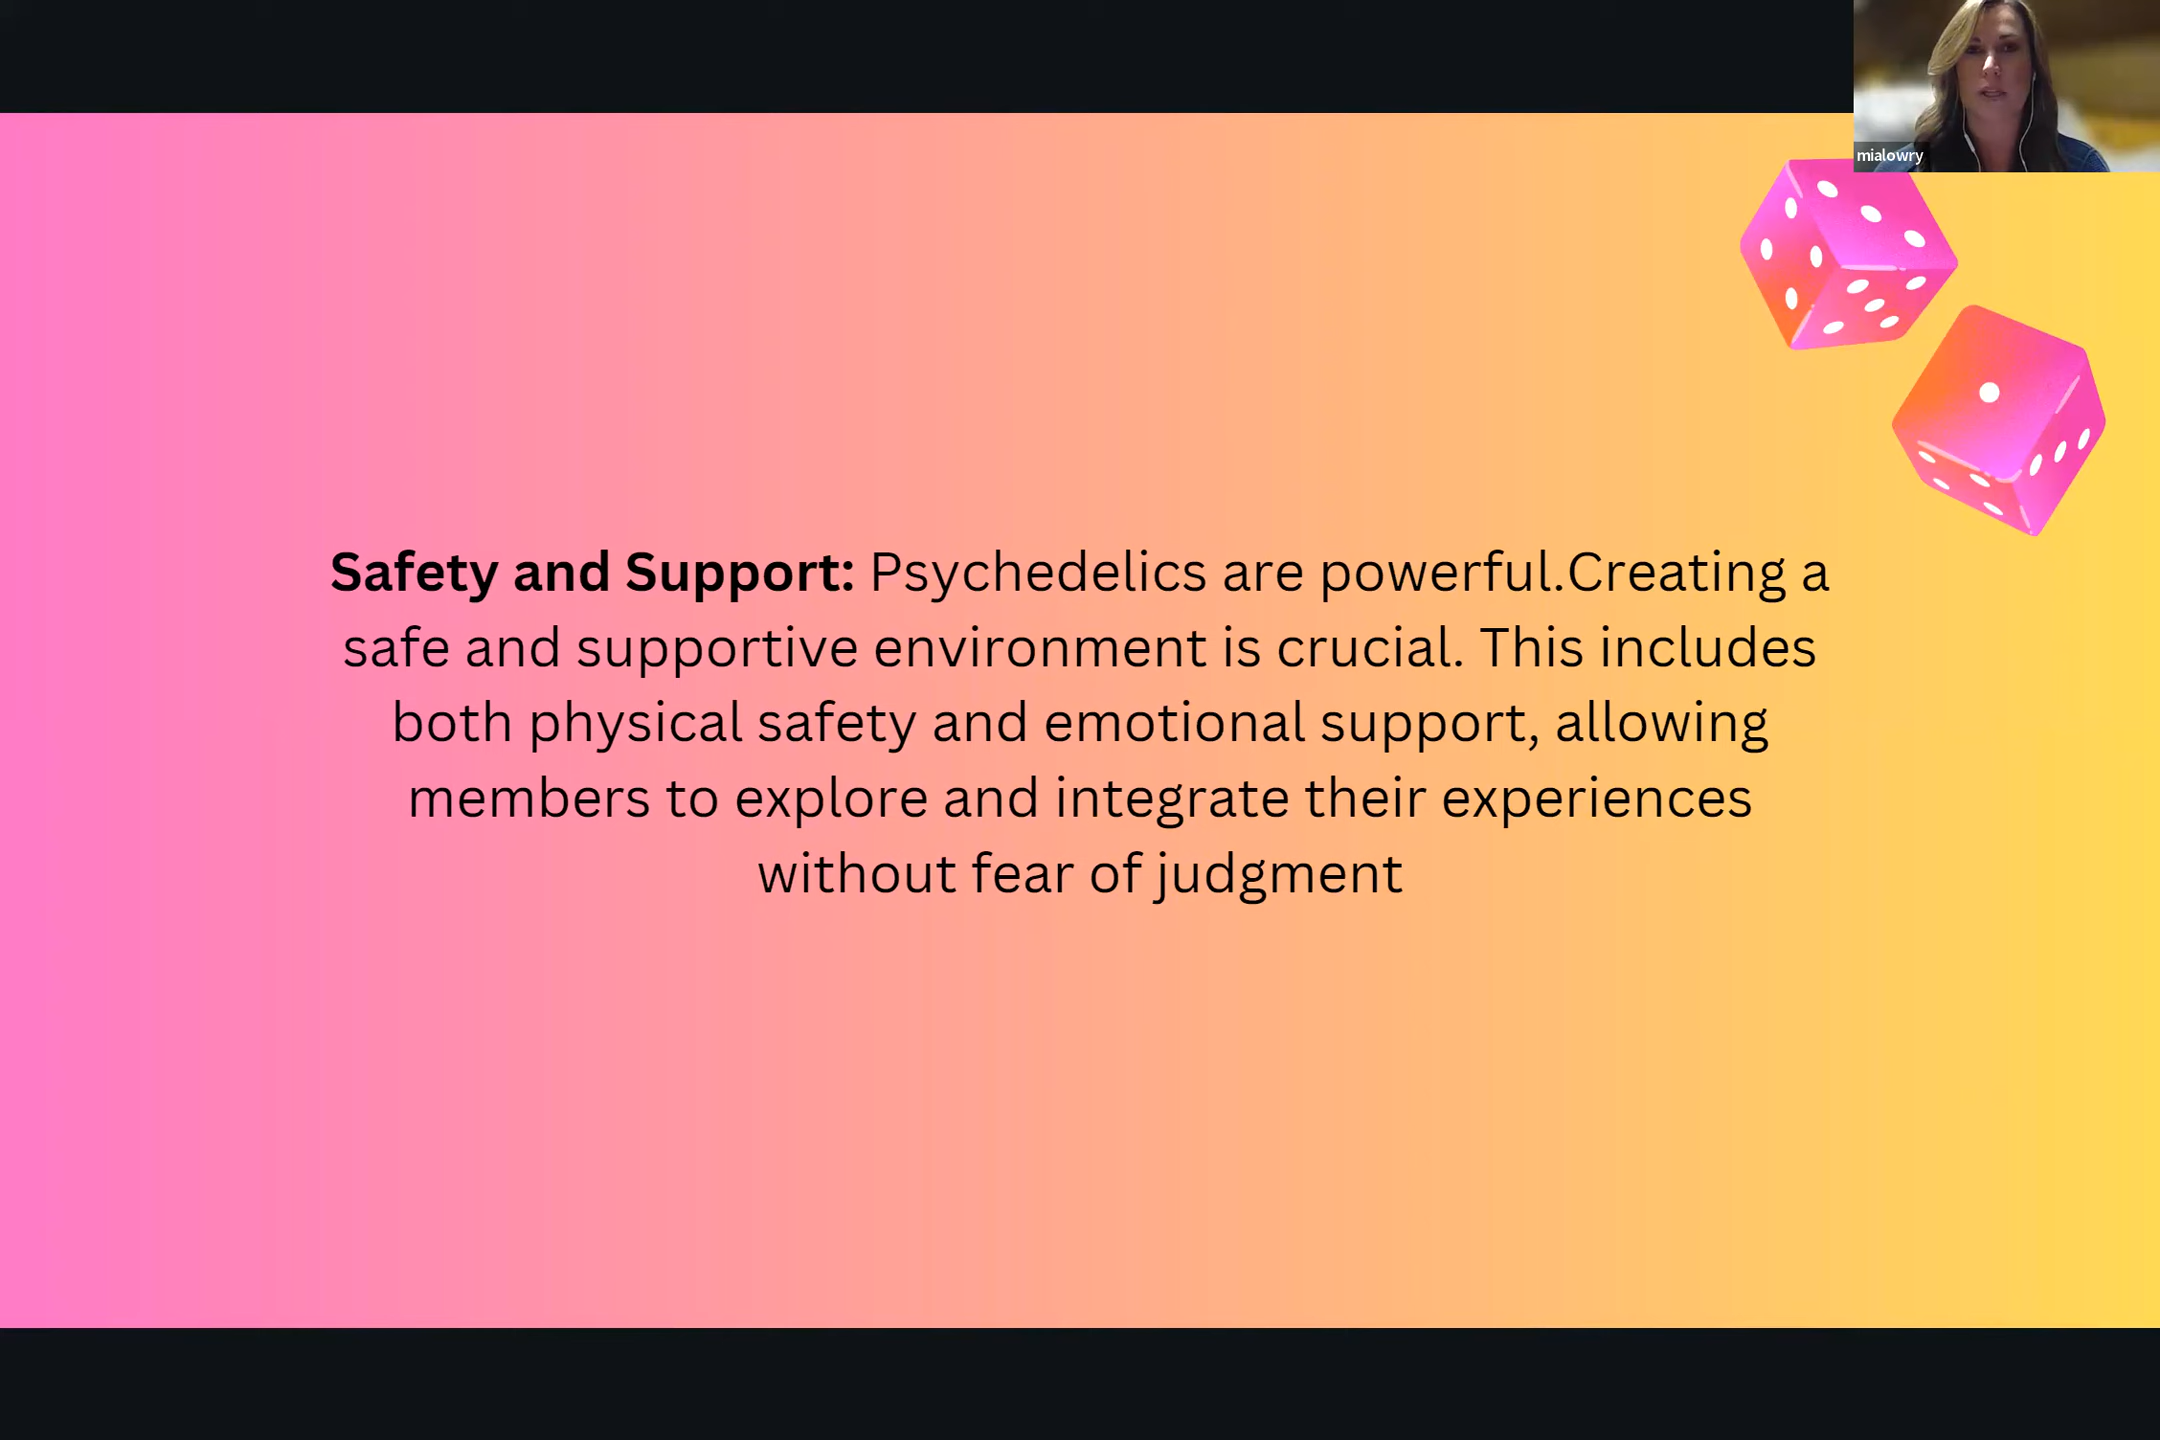 mialowry
Safety and Support: Psychedelics are powerful.Creating a
safe and supportive environment is crucial. This includes
both physical safety and emotional support, allowing
members to explore and integrate their experiences
without fear of judgment